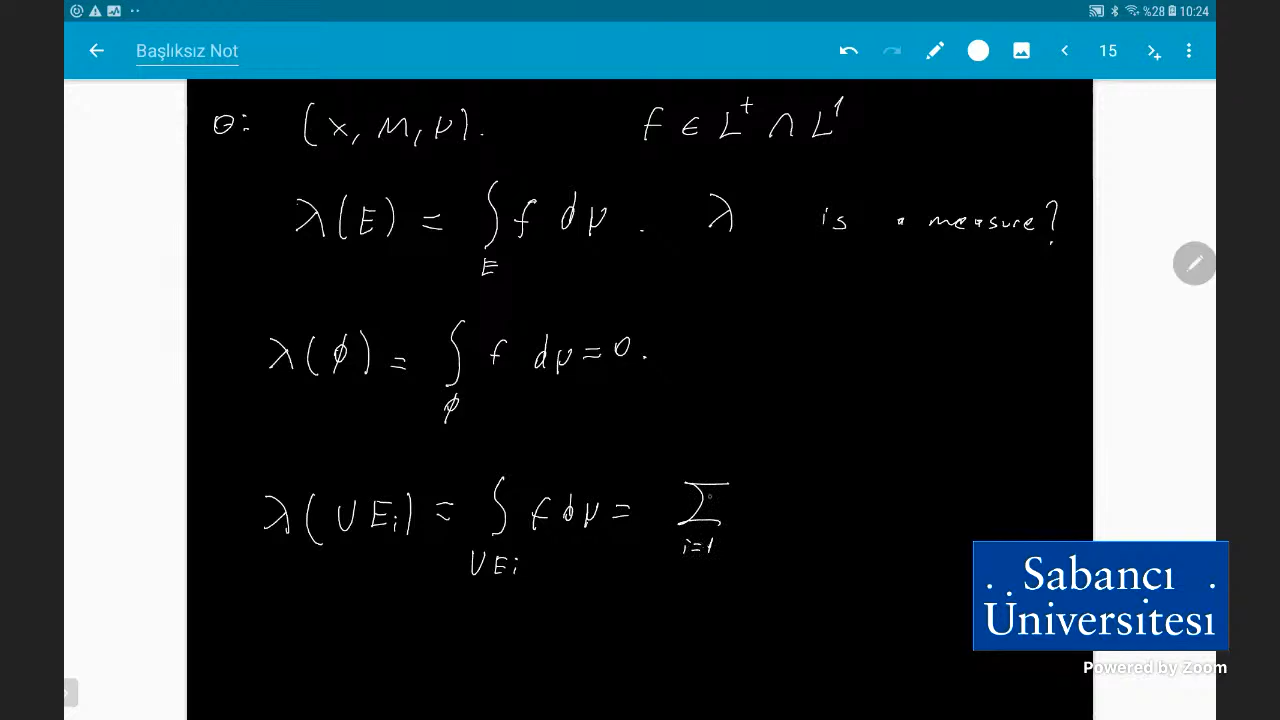 %28 10:24
Başlıksız Not
15
Θ: (X, M, μ). f ∈ L⁺ ∩ L¹
λ(E) = ∫_E f dμ. λ is a measure?
λ(∅) = ∫_∅ f dμ = 0.
λ(∪ Eᵢ) = ∫_{∪ Eᵢ} f dμ = Σ_{i=1}
Sabancı
Üniversitesi
Powered by Zoom